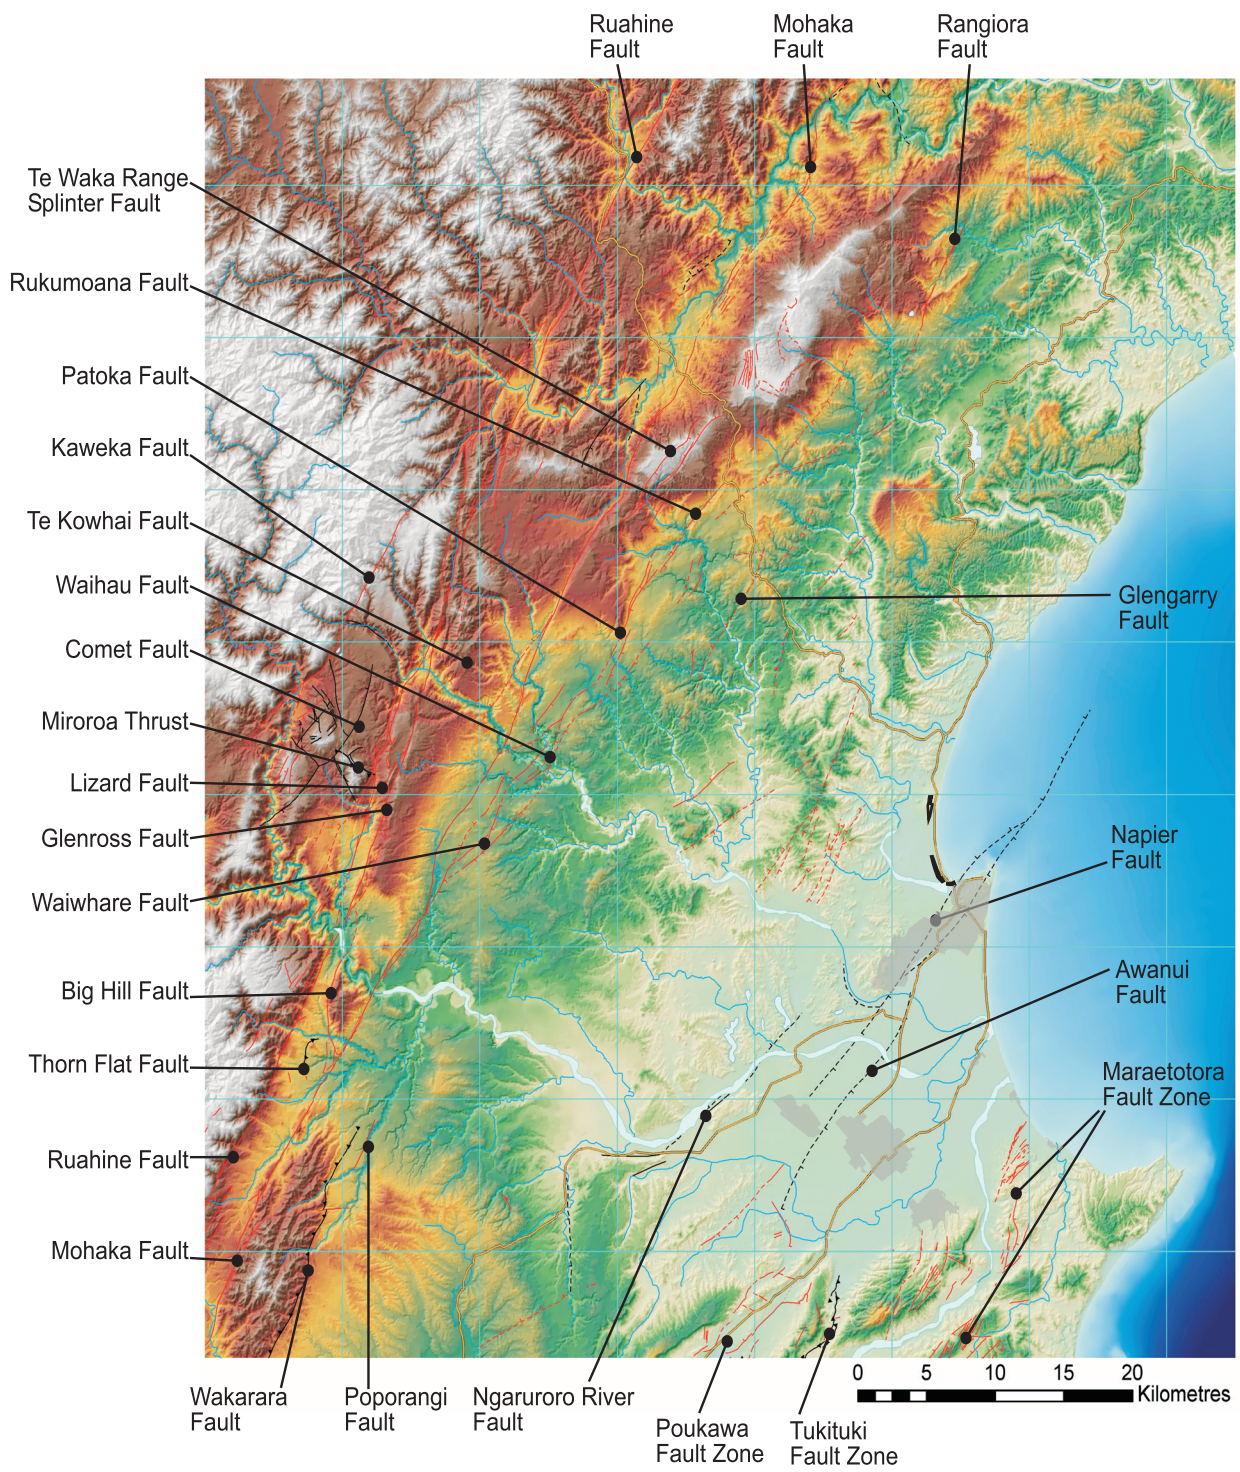 Ruahine
Fault
Mohaka
Fault
Rangiora
Fault
Te Waka Range
Splinter Fault
Rukumoana Fault
Patoka Fault
Kaweka Fault
Te Kowhai Fault
Waihau Fault
Comet Fault
Miroroa Thrust
Lizard Fault
Glenross Fault
Waiwhare Fault
Big Hill Fault
Thorn Flat Fault
Ruahine Fault
Mohaka Fault
Glengarry
Fault
Napier
Fault
Awanui
Fault
Maraetotora
Fault Zone
Wakarara
Fault
Poporangi
Fault
Ngaruroro River
Fault
Poukawa
Fault Zone
Tukituki
Fault Zone
0 5 10 15 20
Kilometres